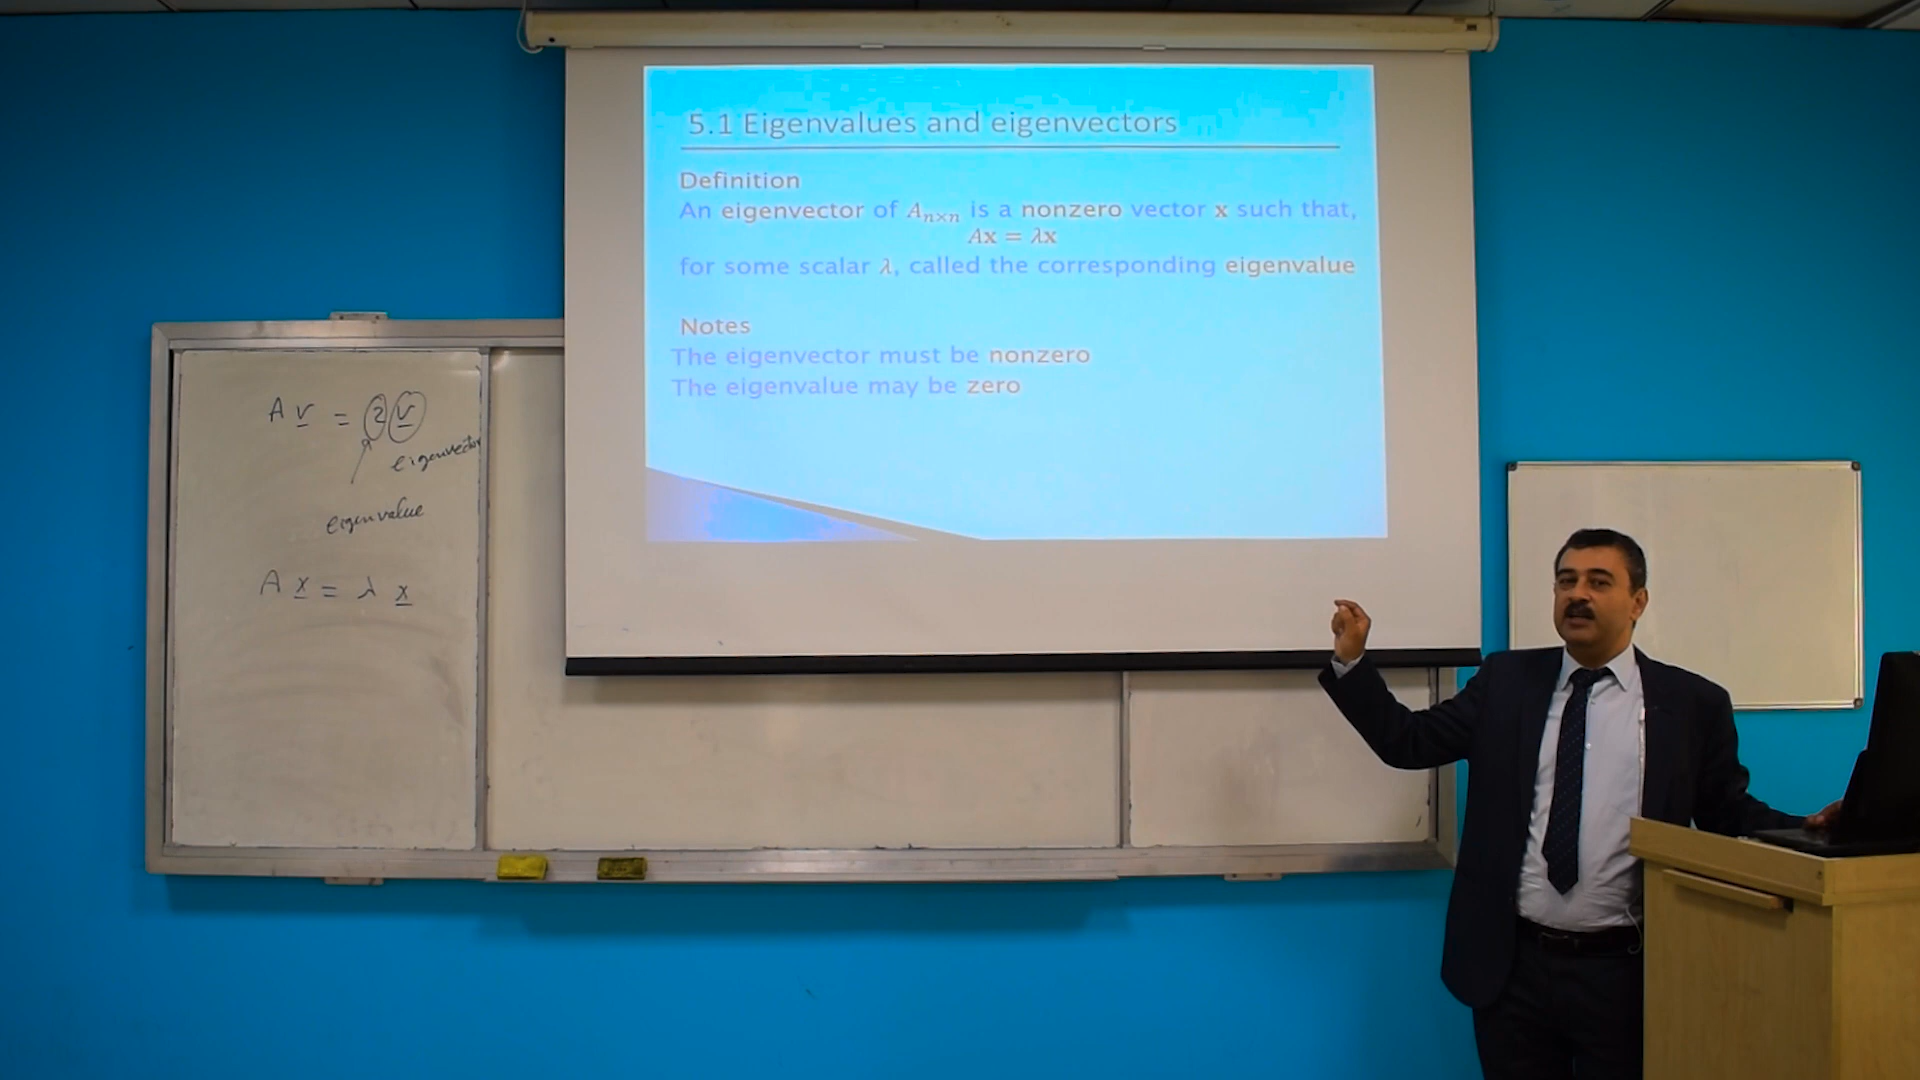 5.1 Eigenvalues and eigenvectors
Definition
An eigenvector of Aₙₓₙ is a nonzero vector x such that,
Ax = λx
for some scalar λ, called the corresponding eigenvalue
Notes
The eigenvector must be nonzero
The eigenvalue may be zero
A v = 2 v
eigenvector
eigenvalue
A x = λ x